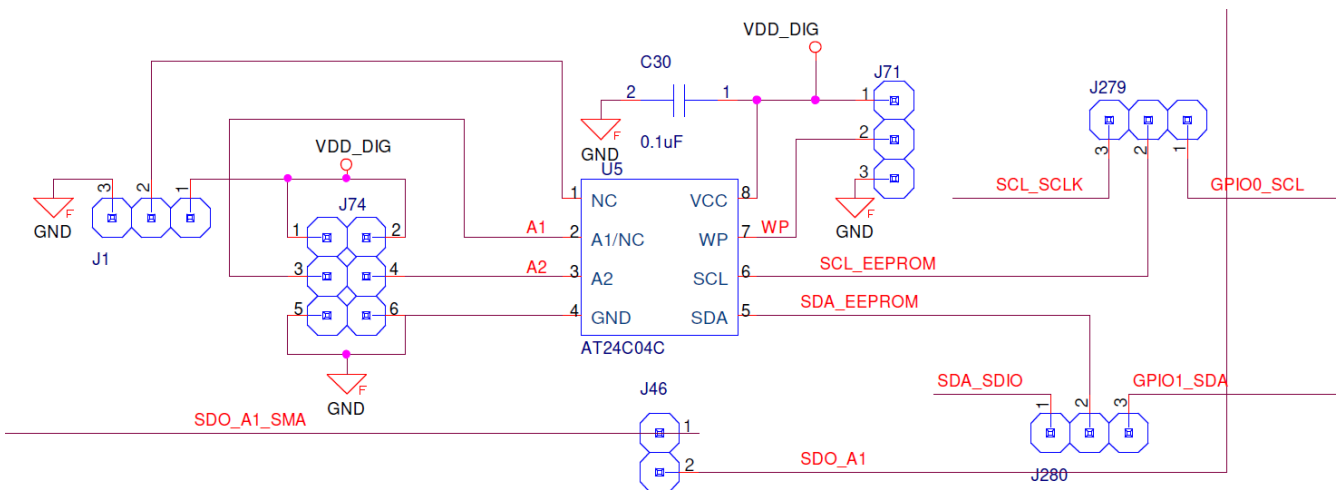 VDD_DIG
C30
2
1
0.1uF
GND
F
J71
1
2
3
GND
F
J279
3
2
1
SCL_SCLK
GPIO0_SCL
VDD_DIG
3
2
1
GND
F
J1
J74
1
2
3
4
5
6
GND
F
A1
A2
U5
1
NC
VCC
8
2
A1/NC
WP
7
WP
3
A2
SCL
6
SCL_EEPROM
4
GND
SDA
5
SDA_EEPROM
AT24C04C
J46
1
2
SDO_A1_SMA
SDO_A1
SDA_SDIO
GPIO1_SDA
1
2
3
J280